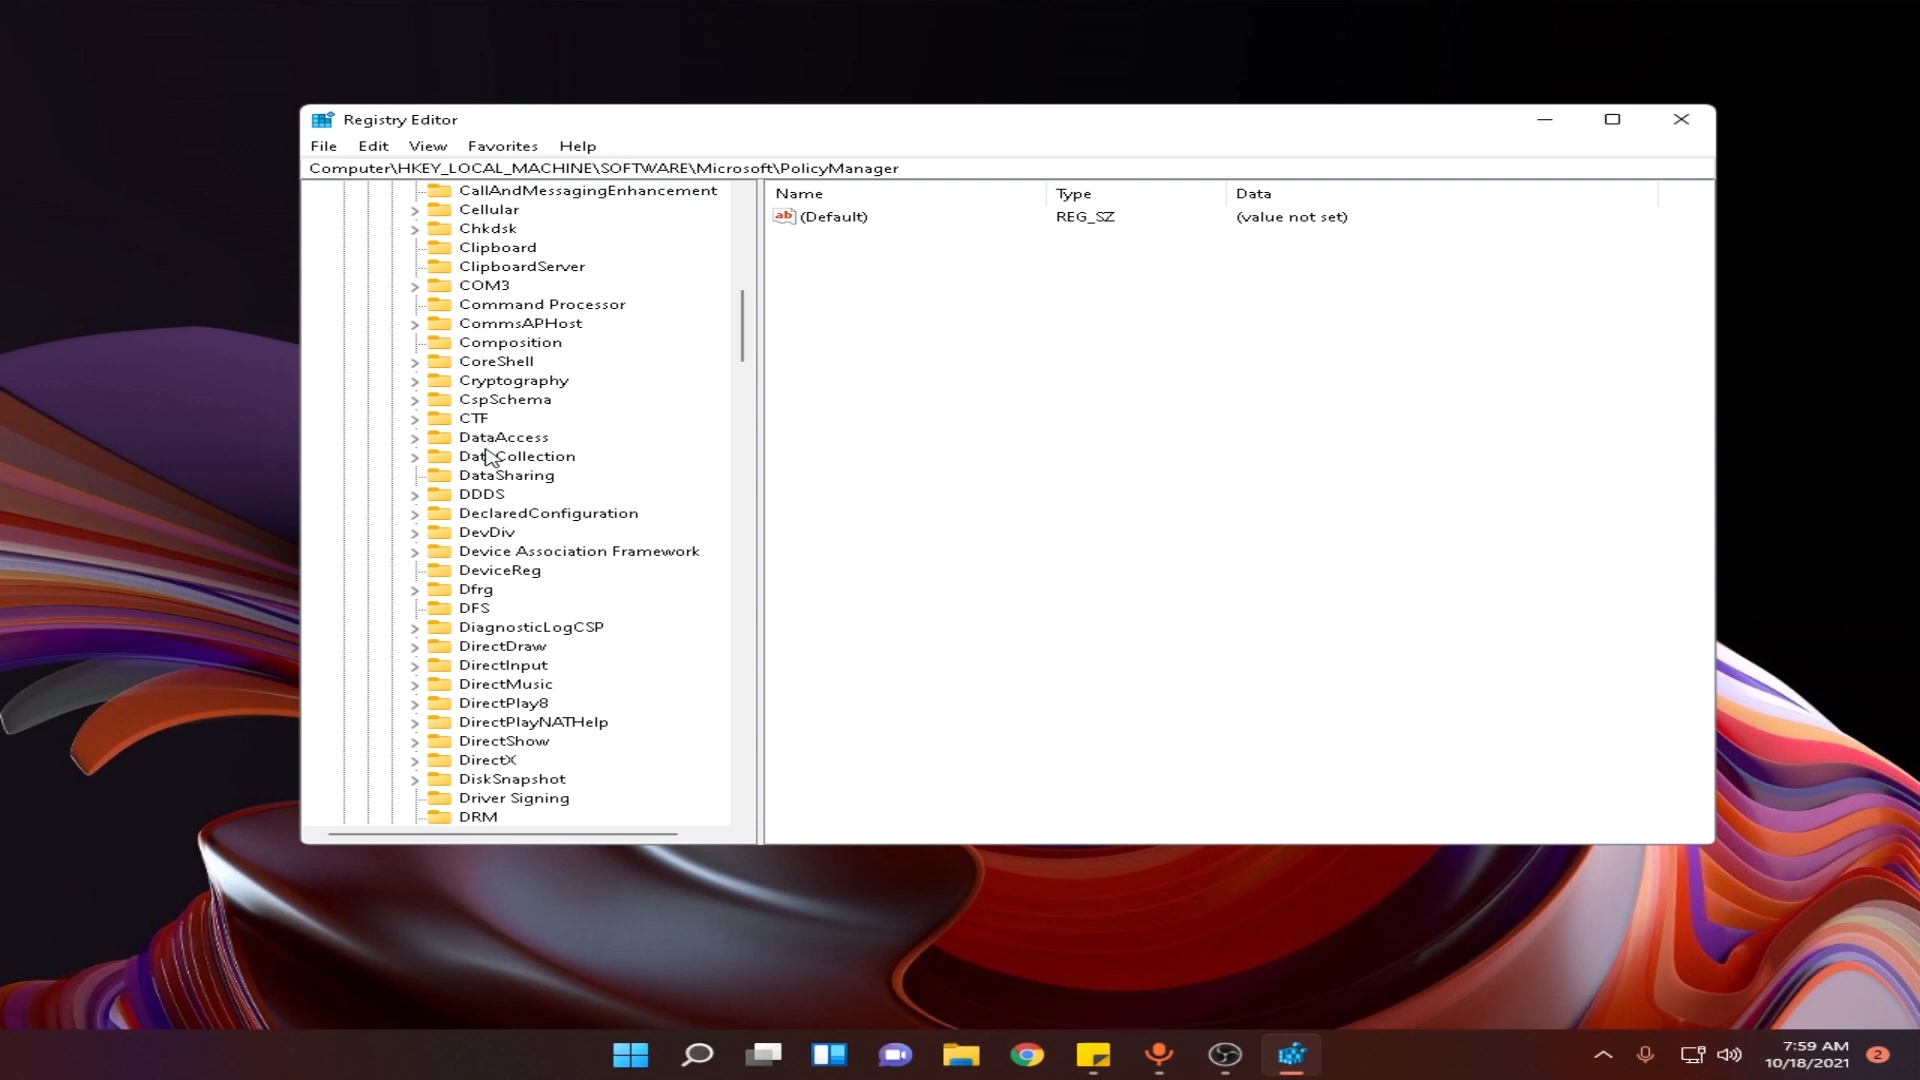 Registry Editor
File Edit View Favorites Help
Computer\HKEY_LOCAL_MACHINE\SOFTWARE\Microsoft\PolicyManager
CallAndMessagingEnhancement
Cellular
Chkdsk
Clipboard
ClipboardServer
COM3
Command Processor
CommsAPHost
Composition
CoreShell
Cryptography
CspSchema
CTF
DataAccess
DataCollection
DataSharing
DDDS
DeclaredConfiguration
DevDiv
Device Association Framework
DeviceReg
Dfrg
DFS
DiagnosticLogCSP
DirectDraw
DirectInput
DirectMusic
DirectPlay8
DirectPlayNATHelp
DirectShow
DirectX
DiskSnapshot
Driver Signing
DRM
Name Type Data
ab (Default) REG_SZ (value not set)
7:59 AM
10/18/2021
2